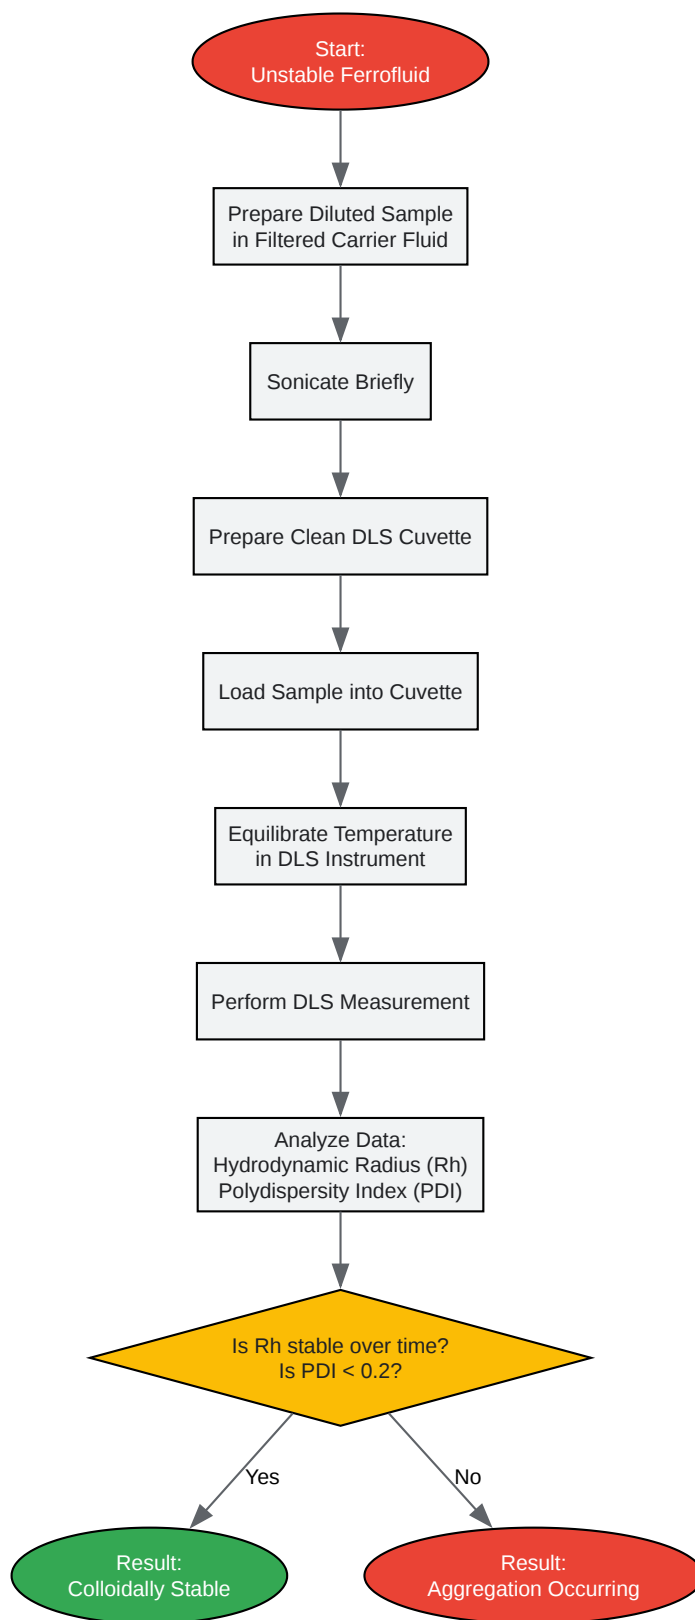 Start:
Unstable Ferrofluid
Prepare Diluted Sample
in Filtered Carrier Fluid
Sonicate Briefly
Prepare Clean DLS Cuvette
Load Sample into Cuvette
Equilibrate Temperature
in DLS Instrument
Perform DLS Measurement
Analyze Data:
Hydrodynamic Radius (Rh)
Polydispersity Index (PDI)
Is Rh stable over time?
Is PDI < 0.2?
Yes
No
Result:
Colloidally Stable
Result:
Aggregation Occurring